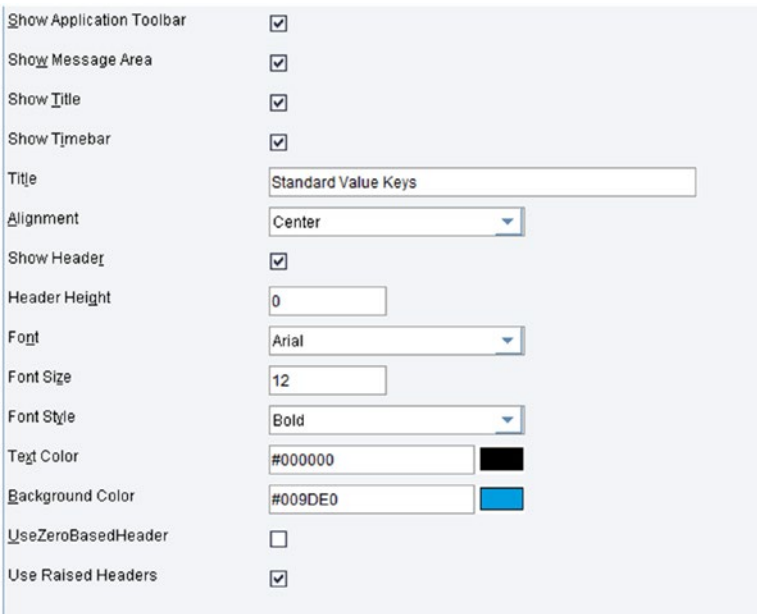 Show Application Toolbar
Show Message Area
Show Title
Show Timebar
Title Standard Value Keys
Alignment Center
Show Header
Header Height 0
Font Arial
Font Size 12
Font Style Bold
Text Color #000000
Background Color #009DE0
UseZeroBasedHeader
Use Raised Headers